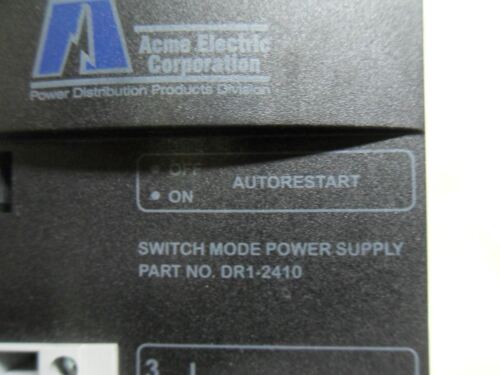 Acme Electric
Corporation
Power Distribution Products Division
OFF
AUTORESTART
ON
SWITCH MODE POWER SUPPLY
PART NO. DR1-2410
3